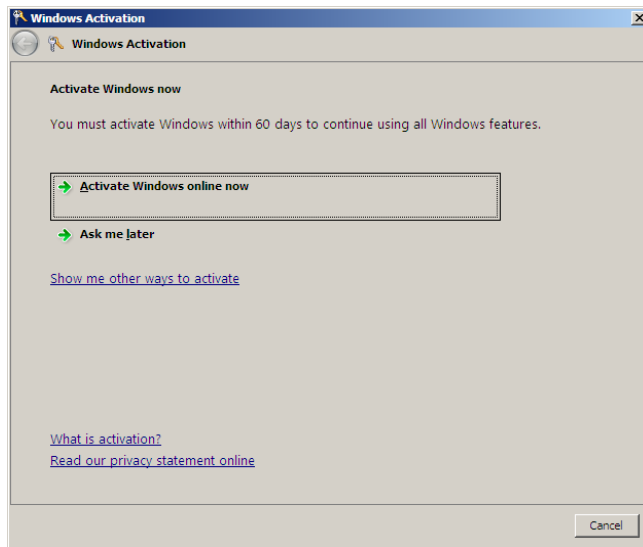 Windows Activation
Windows Activation
Activate Windows now
You must activate Windows within 60 days to continue using all Windows features.
Activate Windows online now
Ask me later
Show me other ways to activate
What is activation?
Read our privacy statement online
Cancel